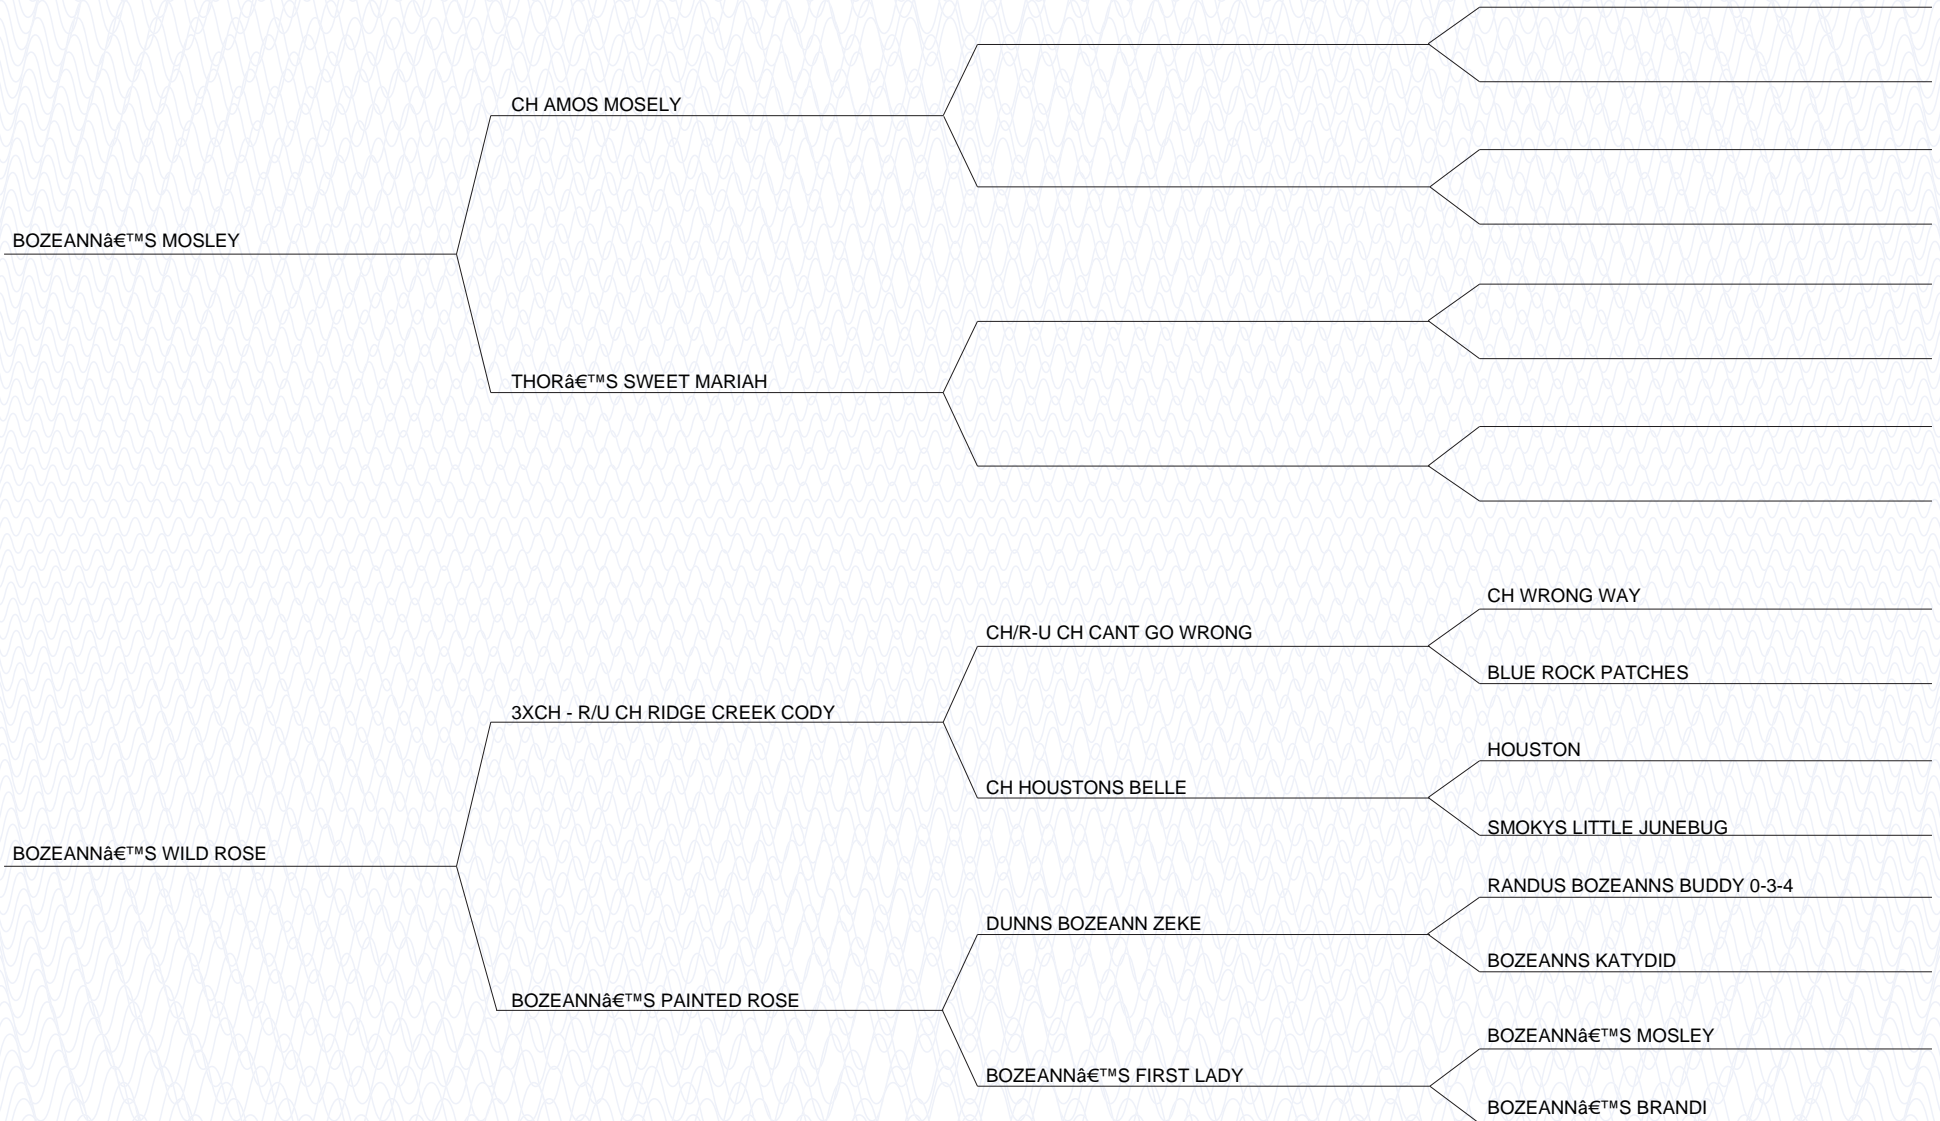 CH AMOS MOSELY
BOZEANNâ€™S MOSLEY
THORâ€™S SWEET MARIAH
CH WRONG WAY
CH/R-U CH CANT GO WRONG
BLUE ROCK PATCHES
3XCH - R/U CH RIDGE CREEK CODY
HOUSTON
CH HOUSTONS BELLE
SMOKYS LITTLE JUNEBUG
BOZEANNâ€™S WILD ROSE
RANDUS BOZEANNS BUDDY 0-3-4
DUNNS BOZEANN ZEKE
BOZEANNS KATYDID
BOZEANNâ€™S PAINTED ROSE
BOZEANNâ€™S MOSLEY
BOZEANNâ€™S FIRST LADY
BOZEANNâ€™S BRANDI